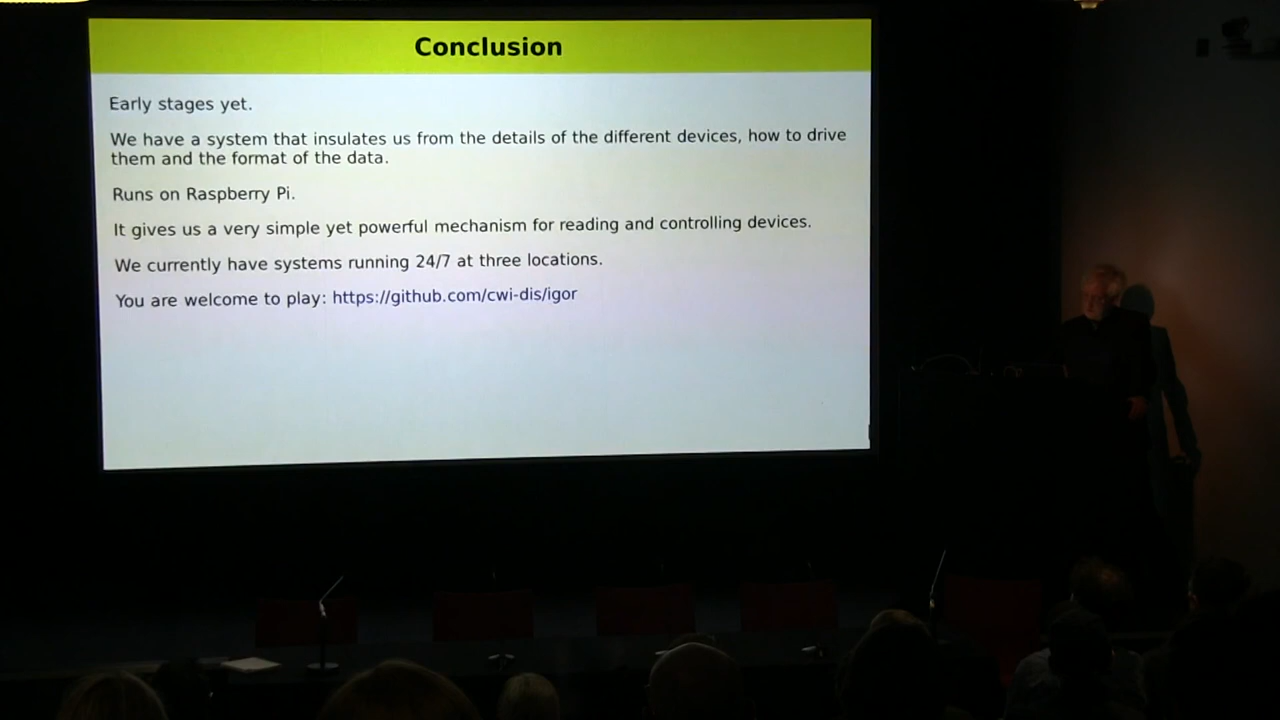 Conclusion
Early stages yet.
We have a system that insulates us from the details of the different devices, how to drive
them and the format of the data.
Runs on Raspberry Pi.
It gives us a very simple yet powerful mechanism for reading and controlling devices.
We currently have systems running 24/7 at three locations.
You are welcome to play: https://github.com/cwi-dis/igor